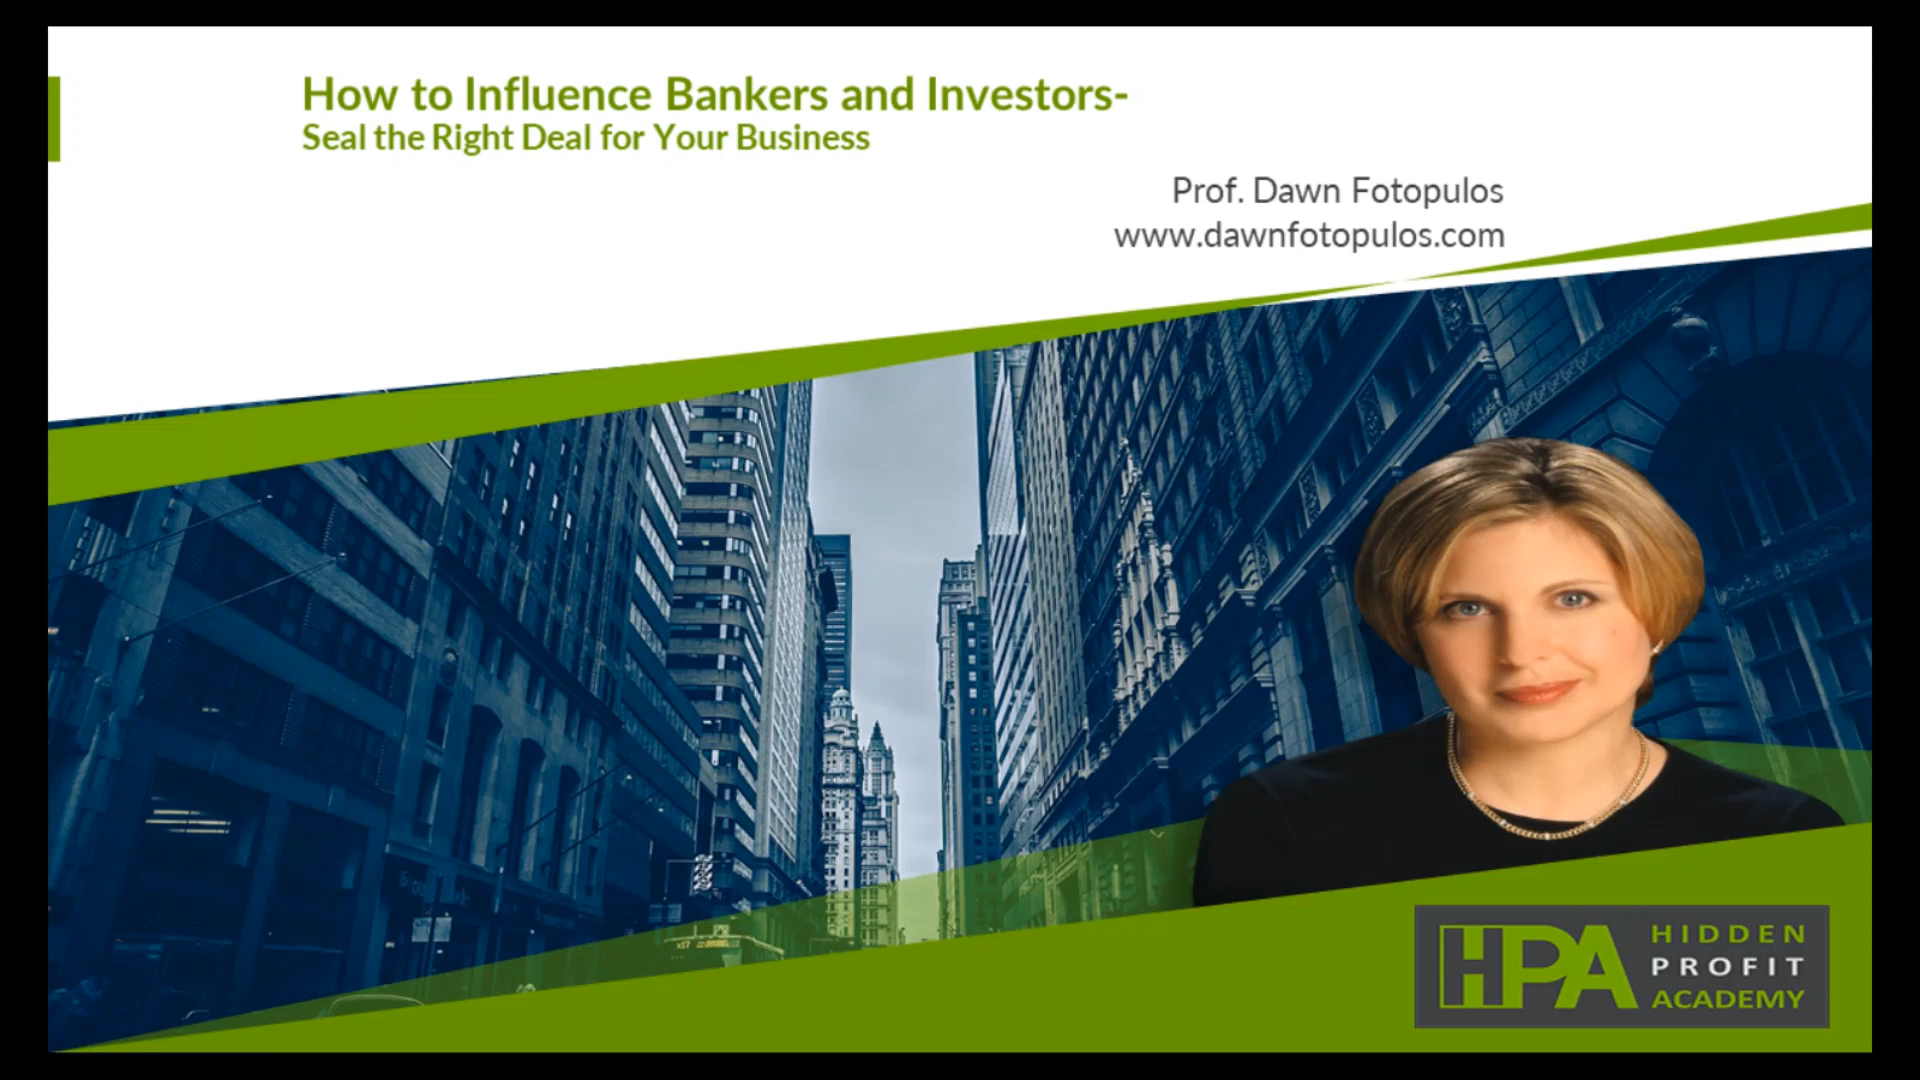 How to Influence Bankers and Investors-
Seal the Right Deal for Your Business
Prof. Dawn Fotopulos
www.dawnfotopulos.com
HPA
HIDDEN
PROFIT
ACADEMY